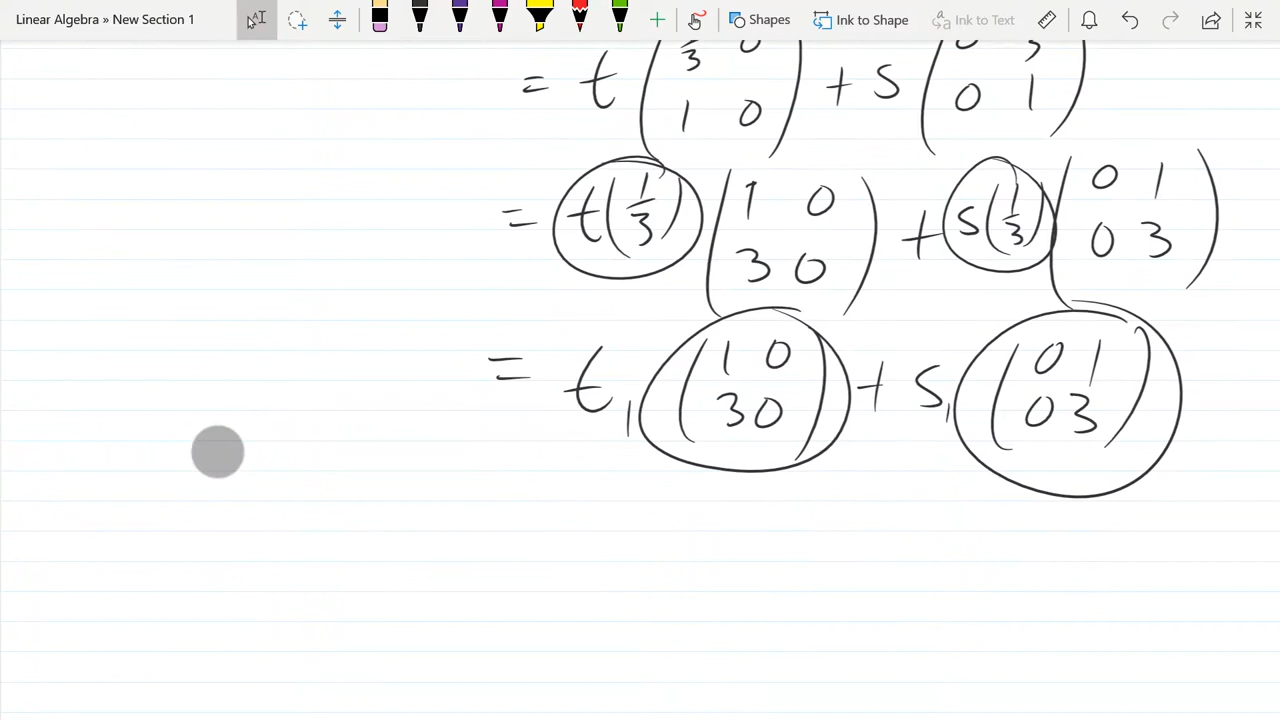 Linear Algebra » New Section 1 Shapes Ink to Shape Ink to Text
3 0 0 3
= t ( 1 0 ) + s ( 0 1 )
= t(1/3) ( 1 0 ) + s(1/3) ( 0 1 )
3 0 0 3
= t₁ ( 1 0 ) + s₁ ( 0 1 )
3 0 0 3